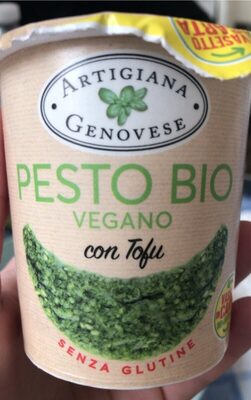 ARTIGIANA
GENOVESE
PESTO BIO
VEGANO
con Tofu
SENZA GLUTINE